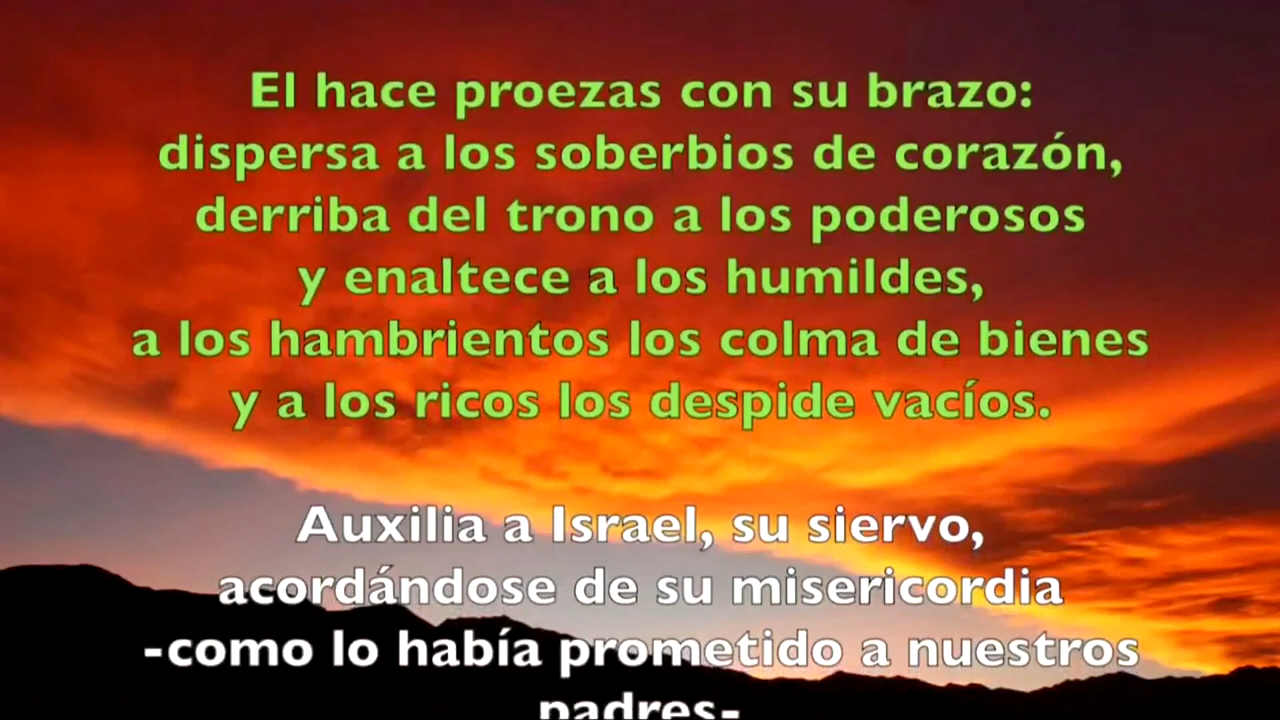 El hace proezas con su brazo:
dispersa a los soberbios de corazón,
derriba del trono a los poderosos
y enaltece a los humildes,
a los hambrientos los colma de bienes
y a los ricos los despide vacíos.
Auxilia a Israel, su siervo,
acordándose de su misericordia
-como lo había prometido a nuestros
padres-